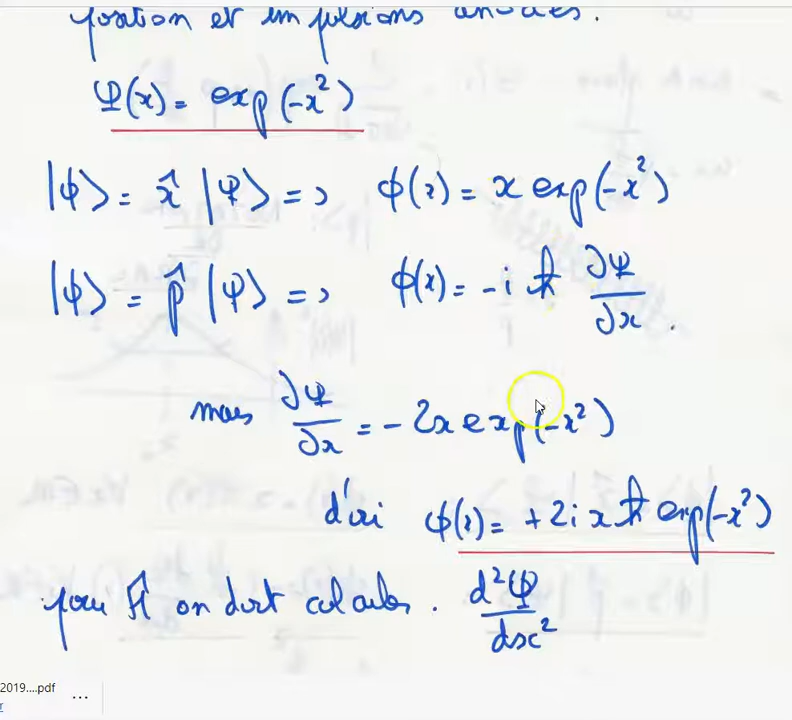 position et impulsions
Ψ(x) = exp(-x²)
|ϕ⟩ = x̂ |Ψ⟩ => ϕ(x) = x exp(-x²)
|ϕ⟩ = p̂ |Ψ⟩ => ϕ(x) = -i ħ ∂Ψ/∂x .
mais ∂Ψ/∂x = - 2x exp(-x²)
d'où ϕ(x) = +2i x ħ exp(-x²)
pour Ĥ on doit calculer . d²Ψ/dx²
2019....pdf
...